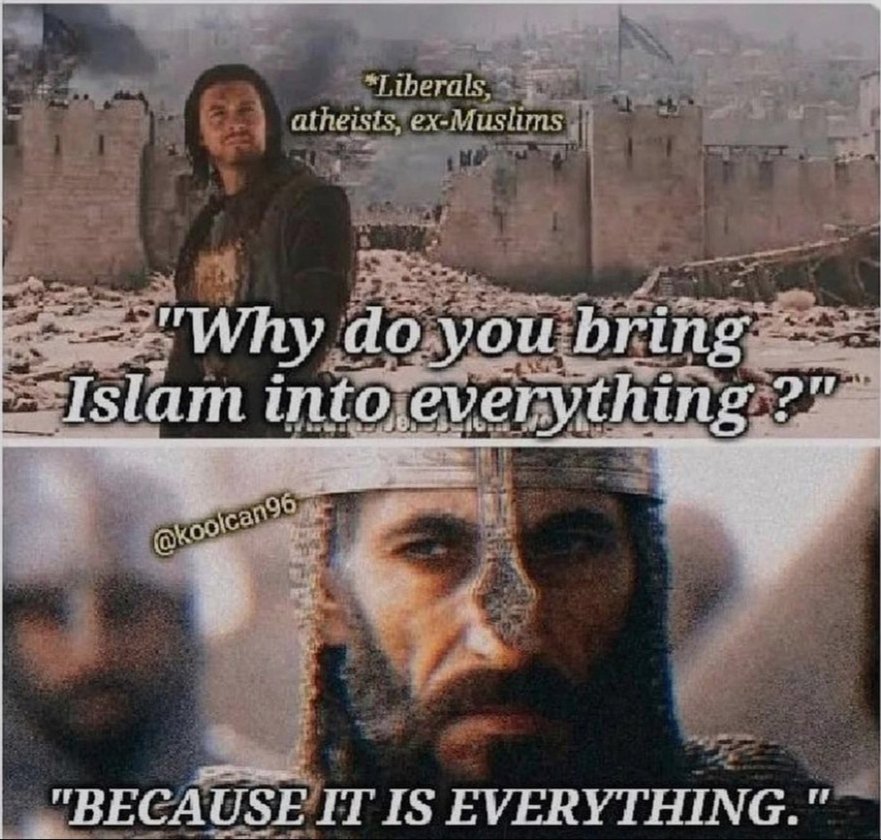 *Liberals,
atheists, ex-Muslims
"Why do you bring
Islam into everything ?"
@koolcan96
"BECAUSE IT IS EVERYTHING."